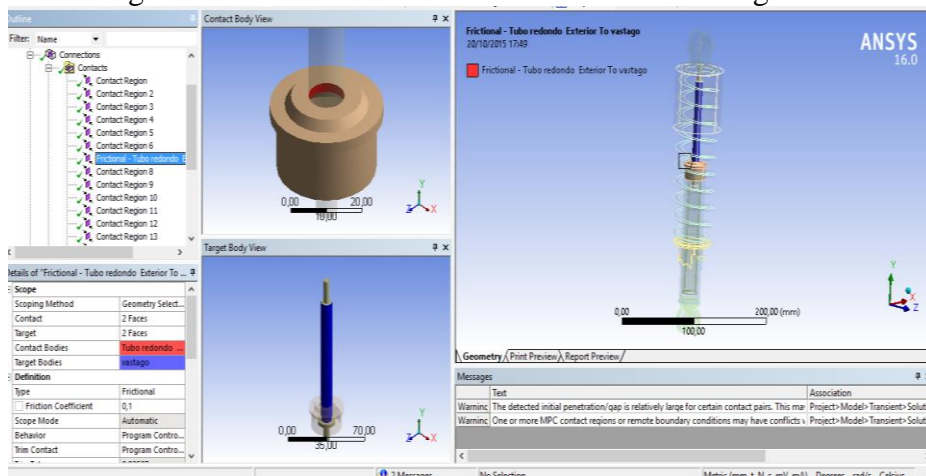 Outline
Filter: Name
Connections
Contacts
Contact Region
Contact Region 2
Contact Region 3
Contact Region 4
Contact Region 5
Contact Region 6
Frictional - Tubo redondo E
Contact Region 8
Contact Region 9
Contact Region 10
Contact Region 11
Contact Region 12
Contact Region 13
Details of "Frictional - Tubo redondo Exterior To ...
Scope
Scoping Method Geometry Select...
Contact 2 Faces
Target 2 Faces
Contact Bodies Tubo redondo ...
Target Bodies vastago
Definition
Type Frictional
Friction Coefficient 0,1
Scope Mode Automatic
Behavior Program Contro...
Trim Contact Program Contro...
Contact Body View
0,00 20,00
10,00
Y
Z X
Target Body View
0,00 70,00
35,00
Y
Z X
Frictional - Tubo redondo Exterior To vastago
20/10/2015 17:49
Frictional - Tubo redondo Exterior To vastago
ANSYS
16.0
0,00 200,00 (mm)
100,00
Y
X
Z
Geometry Print Preview Report Preview
Messages
Text Association
Warninc The detected initial penetration/gap is relatively large for certain contact pairs. This may Project>Model>Transient>Solut
Warninc One or more MPC contact regions or remote boundary conditions may have conflicts Project>Model>Transient>Solut
2 Messages No Selection Metric (mm, t, N, s, mV, mA) Degrees rad/s Celsius